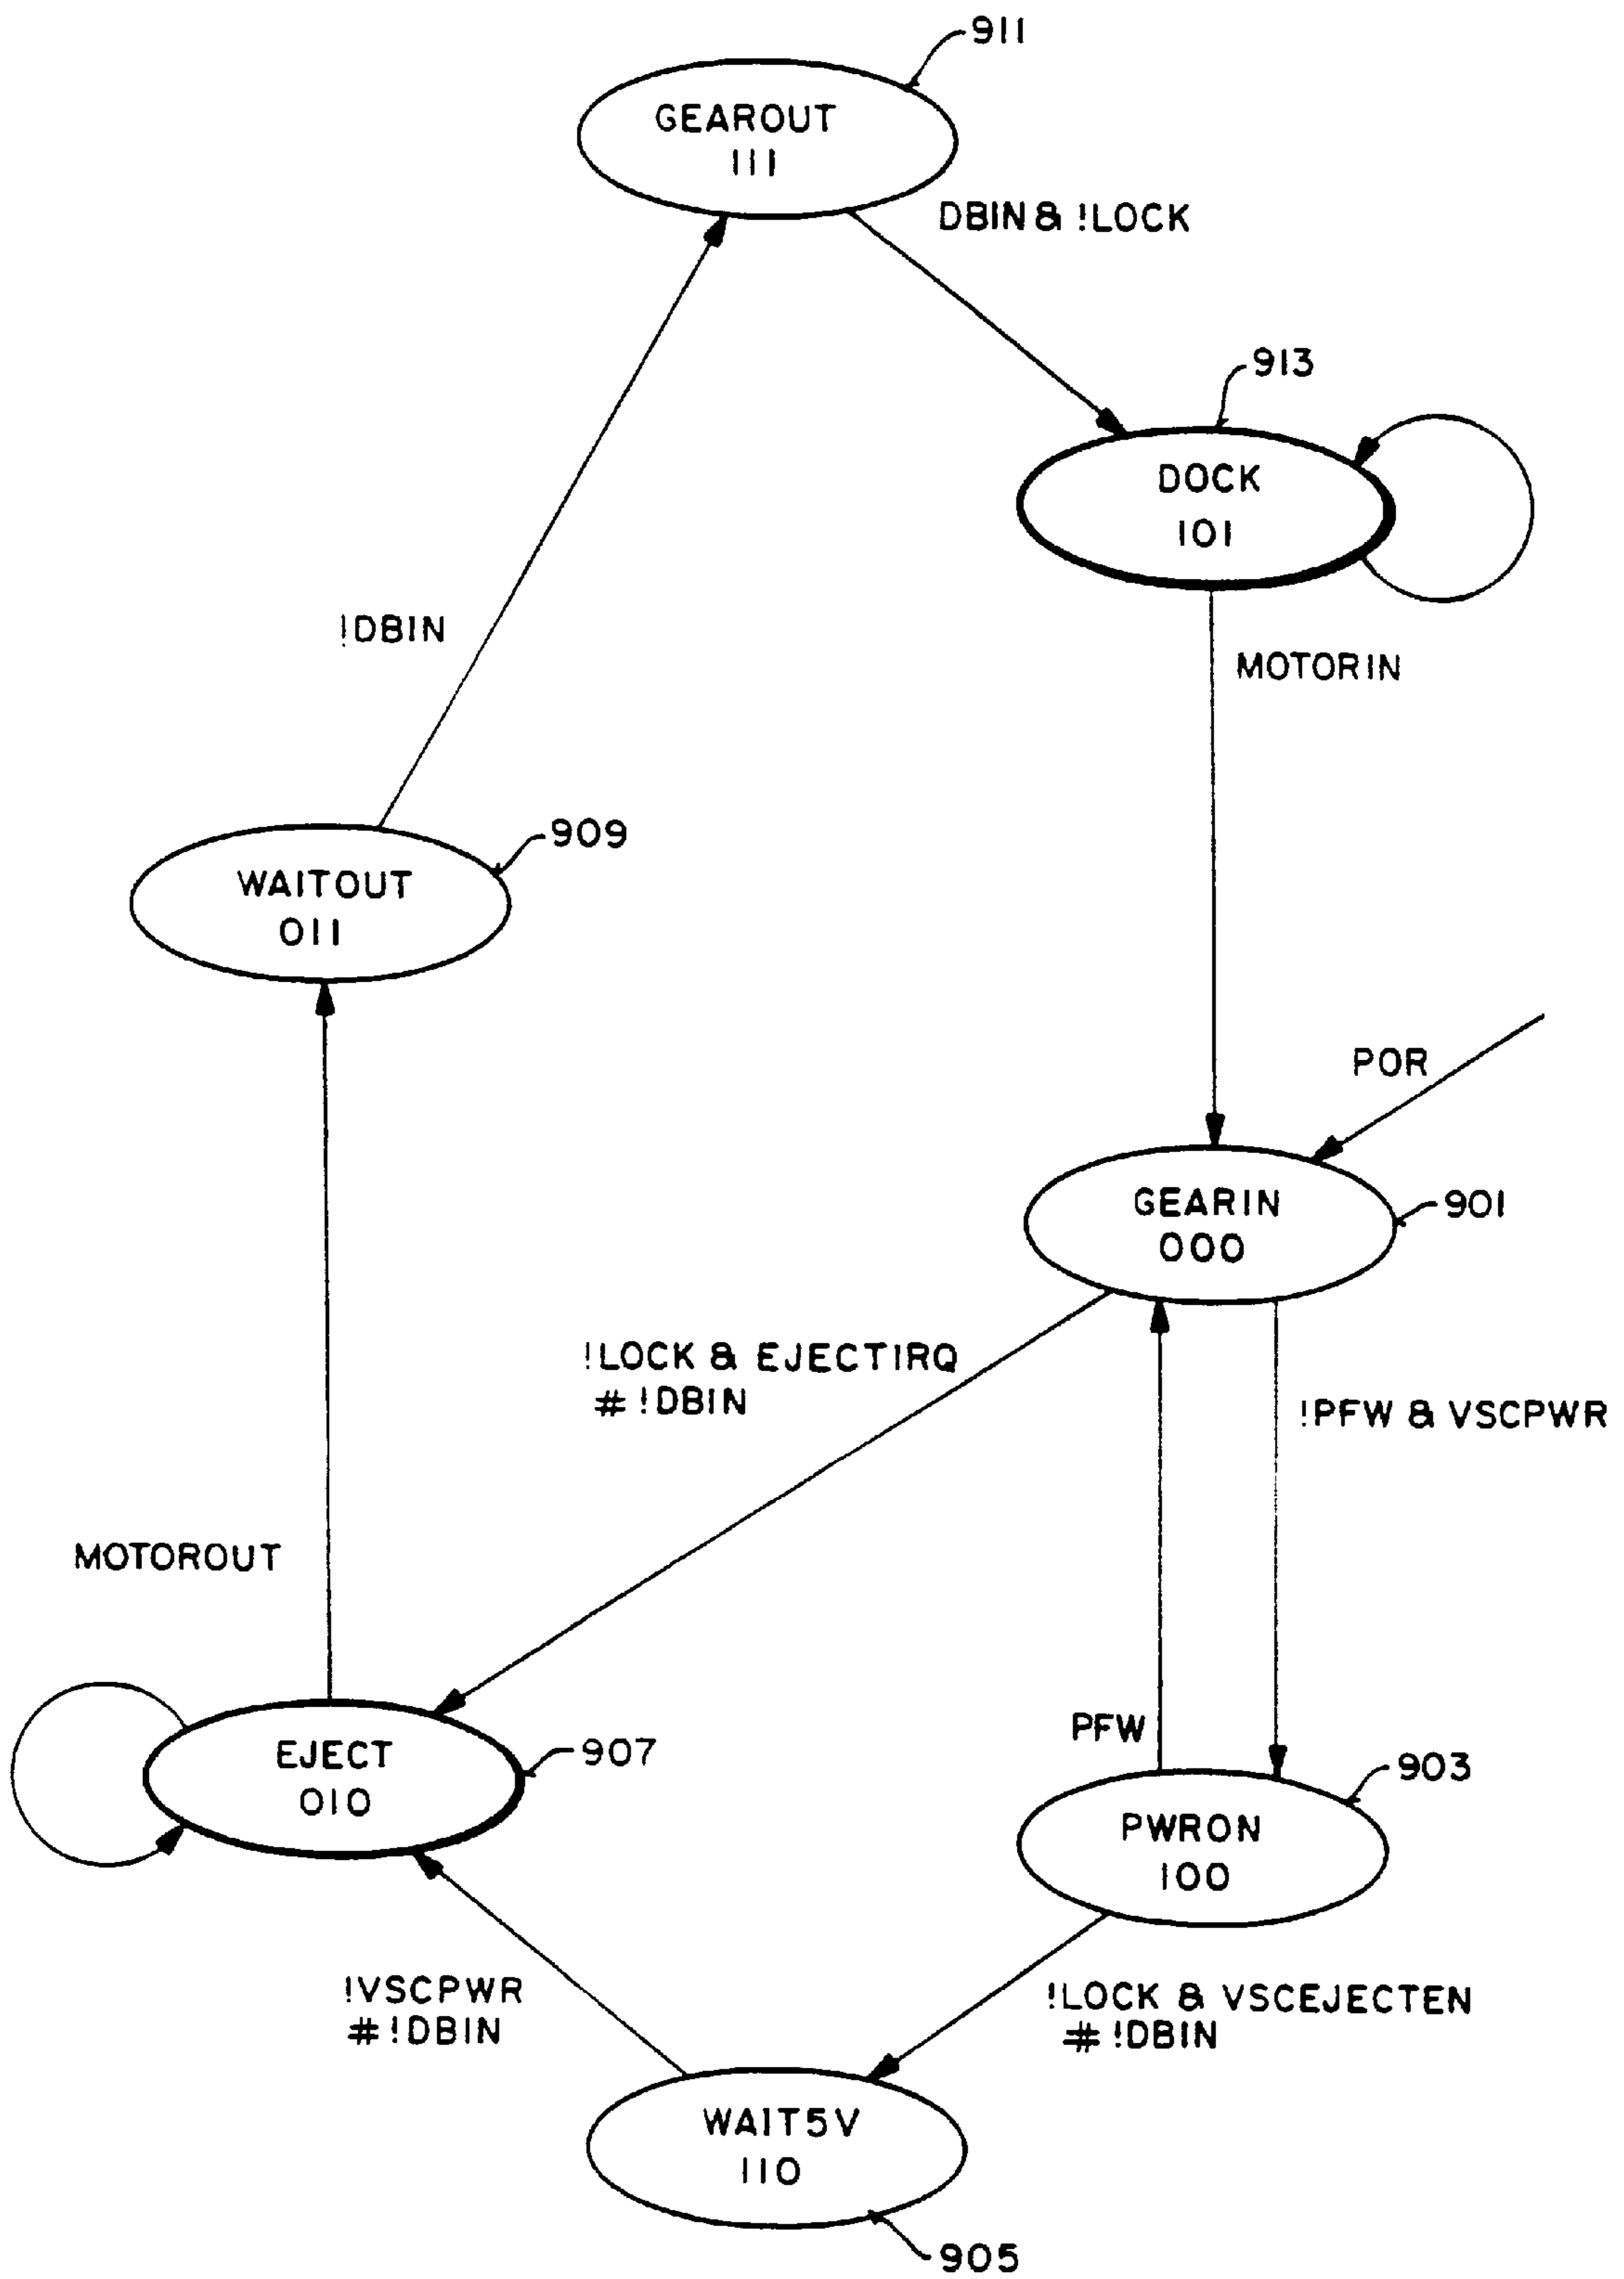 911
GEAROUT
111
DBIN & !LOCK
913
DOCK
101
!DBIN
MOTORIN
909
WAITOUT
011
POR
GEARIN
000
901
!LOCK & EJECTIRQ
# !DBIN
!PFW & VSCPWR
MOTOROUT
PFW
EJECT
010
907
903
PWRON
100
!VSCPWR
# !DBIN
!LOCK & VSCEJECTEN
# !DBIN
WAIT5V
110
905